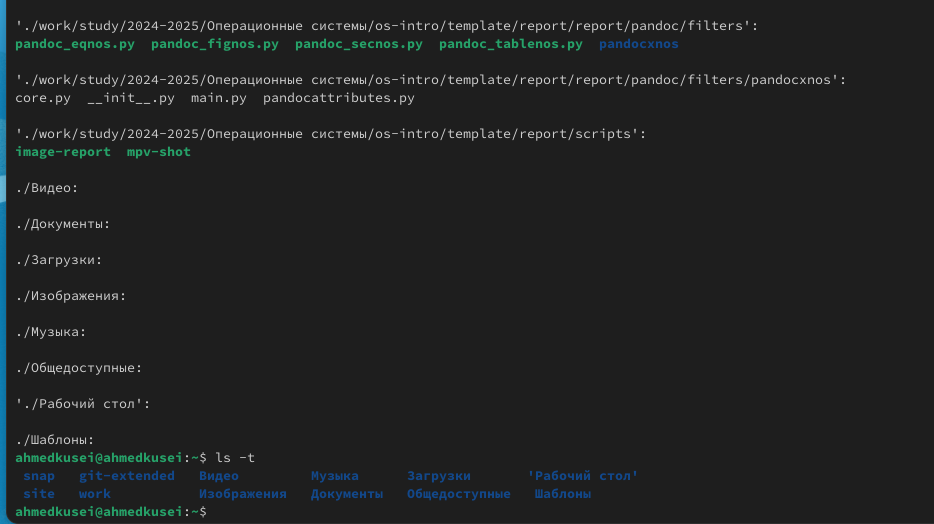 './work/study/2024-2025/Операционные системы/os-intro/template/report/report/pandoc/filters':
pandoc_eqnos.py  pandoc_fignos.py  pandoc_secnos.py  pandoc_tablenos.py  pandocxnos
'./work/study/2024-2025/Операционные системы/os-intro/template/report/report/pandoc/filters/pandocxnos':
core.py  __init__.py  main.py  pandocattributes.py
'./work/study/2024-2025/Операционные системы/os-intro/template/report/scripts':
image-report  mpv-shot
./Видео:
./Документы:
./Загрузки:
./Изображения:
./Музыка:
./Общедоступные:
'./Рабочий стол':
./Шаблоны:
ahmedkusei@ahmedkusei:~$ ls -t
snap   git-extended   Видео         Музыка      Загрузки       'Рабочий стол'
site   work           Изображения   Документы   Общедоступные   Шаблоны
ahmedkusei@ahmedkusei:~$